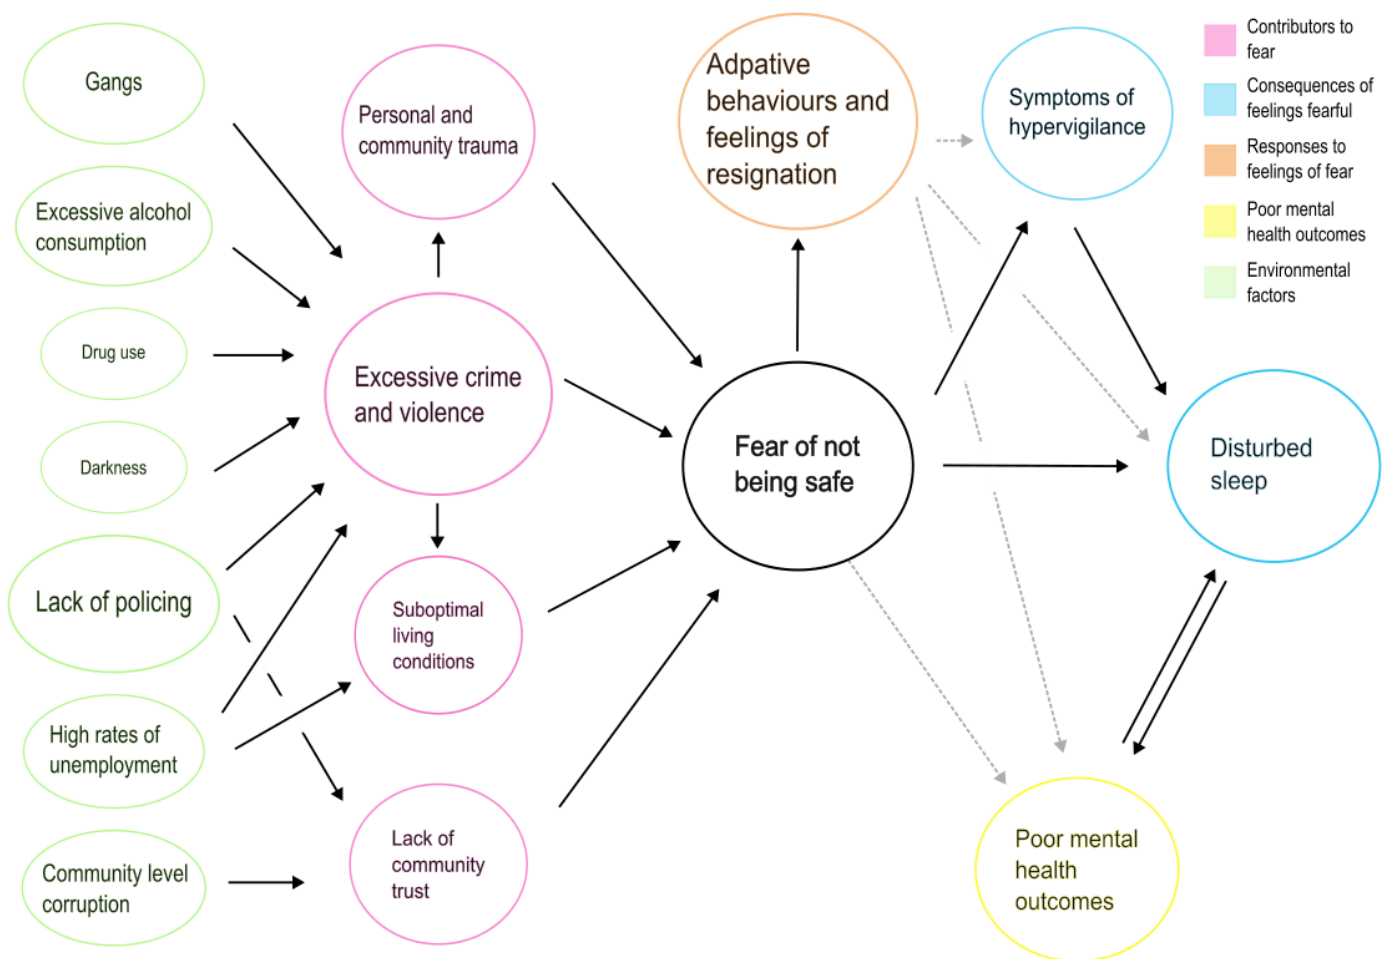 Gangs
Excessive alcohol
consumption
Drug use
Darkness
Lack of policing
High rates of
unemployment
Community level
corruption
Personal and
community trauma
Excessive crime
and violence
Suboptimal
living
conditions
Lack of
community
trust
Adpative
behaviours and
feelings of
resignation
Fear of not
being safe
Symptoms of
hypervigilance
Disturbed
sleep
Poor mental
health
outcomes
Contributors to
fear
Consequences of
feelings fearful
Responses to
feelings of fear
Poor mental
health outcomes
Environmental
factors